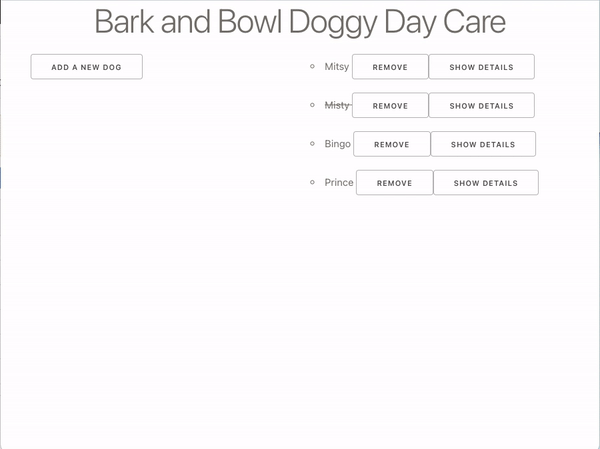 Bark and Bowl Doggy Day Care
ADD A NEW DOG
Mitsy REMOVE SHOW DETAILS
Misty REMOVE SHOW DETAILS
Bingo REMOVE SHOW DETAILS
Prince REMOVE SHOW DETAILS